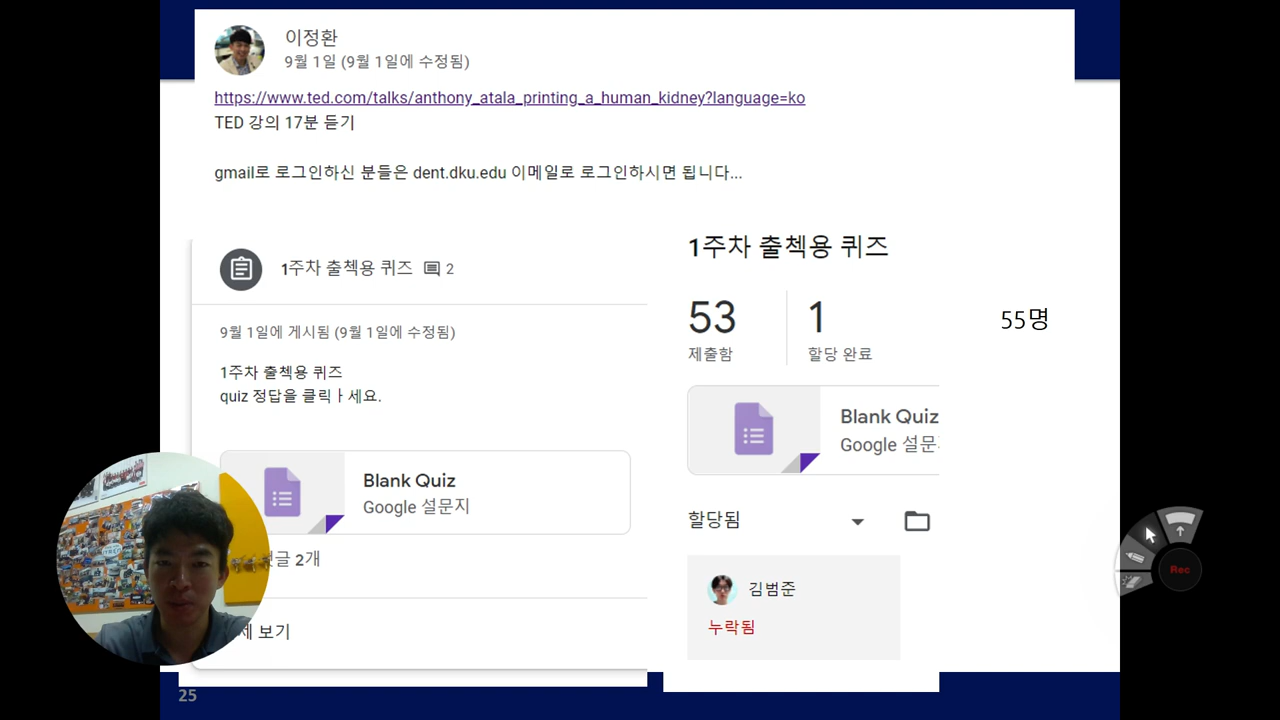 이정환
9월 1일 (9월 1일에 수정됨)
https://www.ted.com/talks/anthony_atala_printing_a_human_kidney?language=ko
TED 강의 17분 듣기
gmail로 로그인하신 분들은 dent.dku.edu 이메일로 로그인하시면 됩니다...
1주차 출첵용 퀴즈 2
9월 1일에 게시됨 (9월 1일에 수정됨)
1주차 출첵용 퀴즈
quiz 정답을 클릭ㅏ세요.
Blank Quiz
Google 설문지
댓글 2개
보기
1주차 출첵용 퀴즈
53 1 55명
제출함 할당 완료
Blank Quiz
Google 설문
할당됨
김범준
누락됨
Rec
25